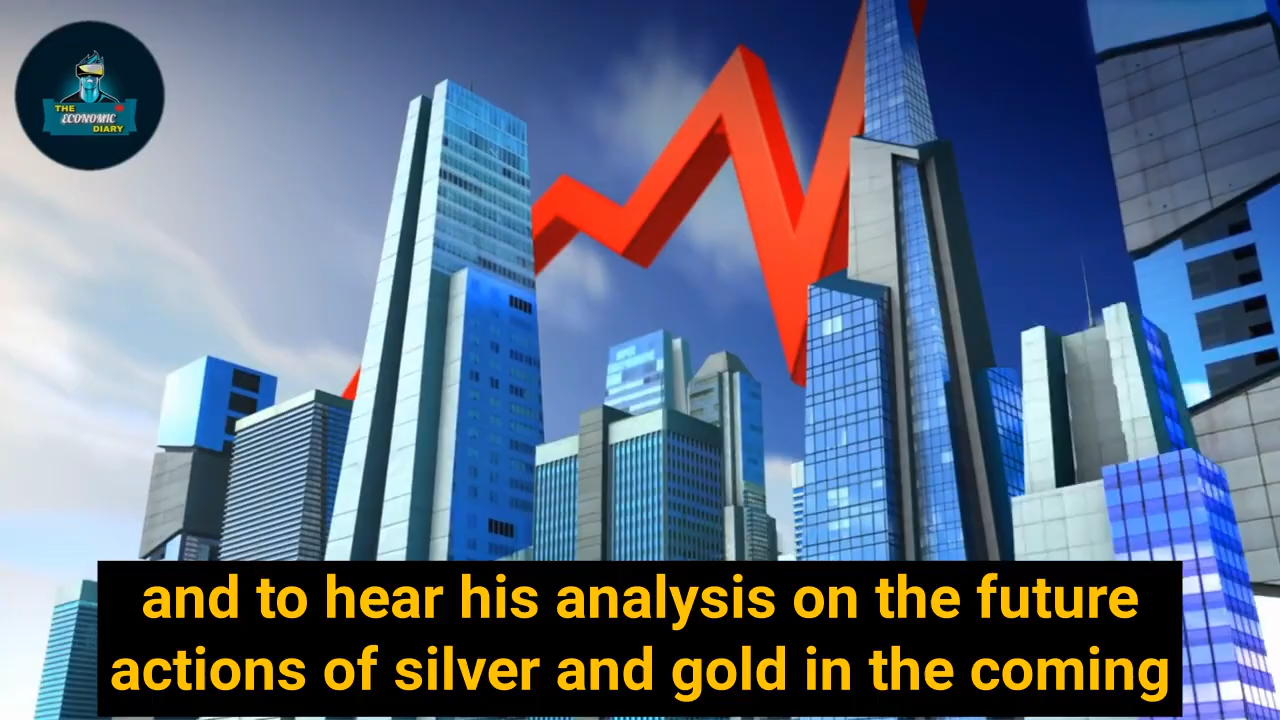 THE
ECONOMIC
DIARY
and to hear his analysis on the future
actions of silver and gold in the coming